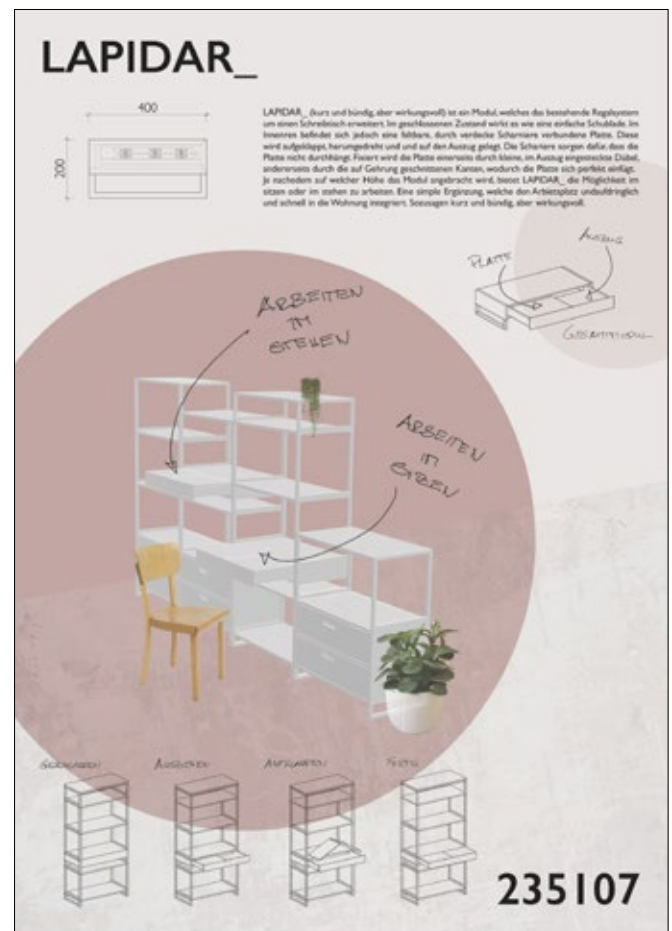 LAPIDAR_
400
200
LAPIDAR_ (kurz und bündig, aber wirkungsvoll) ist ein Modul, welches das bestehende Regalsystem
um einen Schreibtisch erweitert. Im geschlossenen Zustand wirkt es wie eine einfache Schublade. Im
Innenren befindet sich jedoch eine faltbare, durch verdeckte Scharniere verbundene Platte. Diese
wird aufgeklappt, herumgedreht und und auf den Auszug gelegt. Die Schariere sorgen dafür, dass die
Platte nicht durchhängt. Fixiert wird die Platte einerseits durch kleine, im Auszug eingesteckte Dübel,
andererseits durch die auf Gehrung geschnittenen Kanten, wodurch die Platte sich perfekt einfügt.
Je nachdem auf welcher Höhe das Modul angebracht wird, bietet LAPIDAR_ die Möglichkeit im
sitzen oder im stehen zu arbeiten. Eine simple Ergänzung, welche den Arbeitsplatz unaufdringlich
und schnell in die Wohnung integriert. Sozusagen kurz und bündig, aber wirkungsvoll.
AUSZUG
PLATTE
GESAMTMODUL
ARBEITEN
IM
STEHEN
ARBEITEN
IM
SITZEN
AUSZIEHEN
AUFKLAPPEN
FERTIG
235107